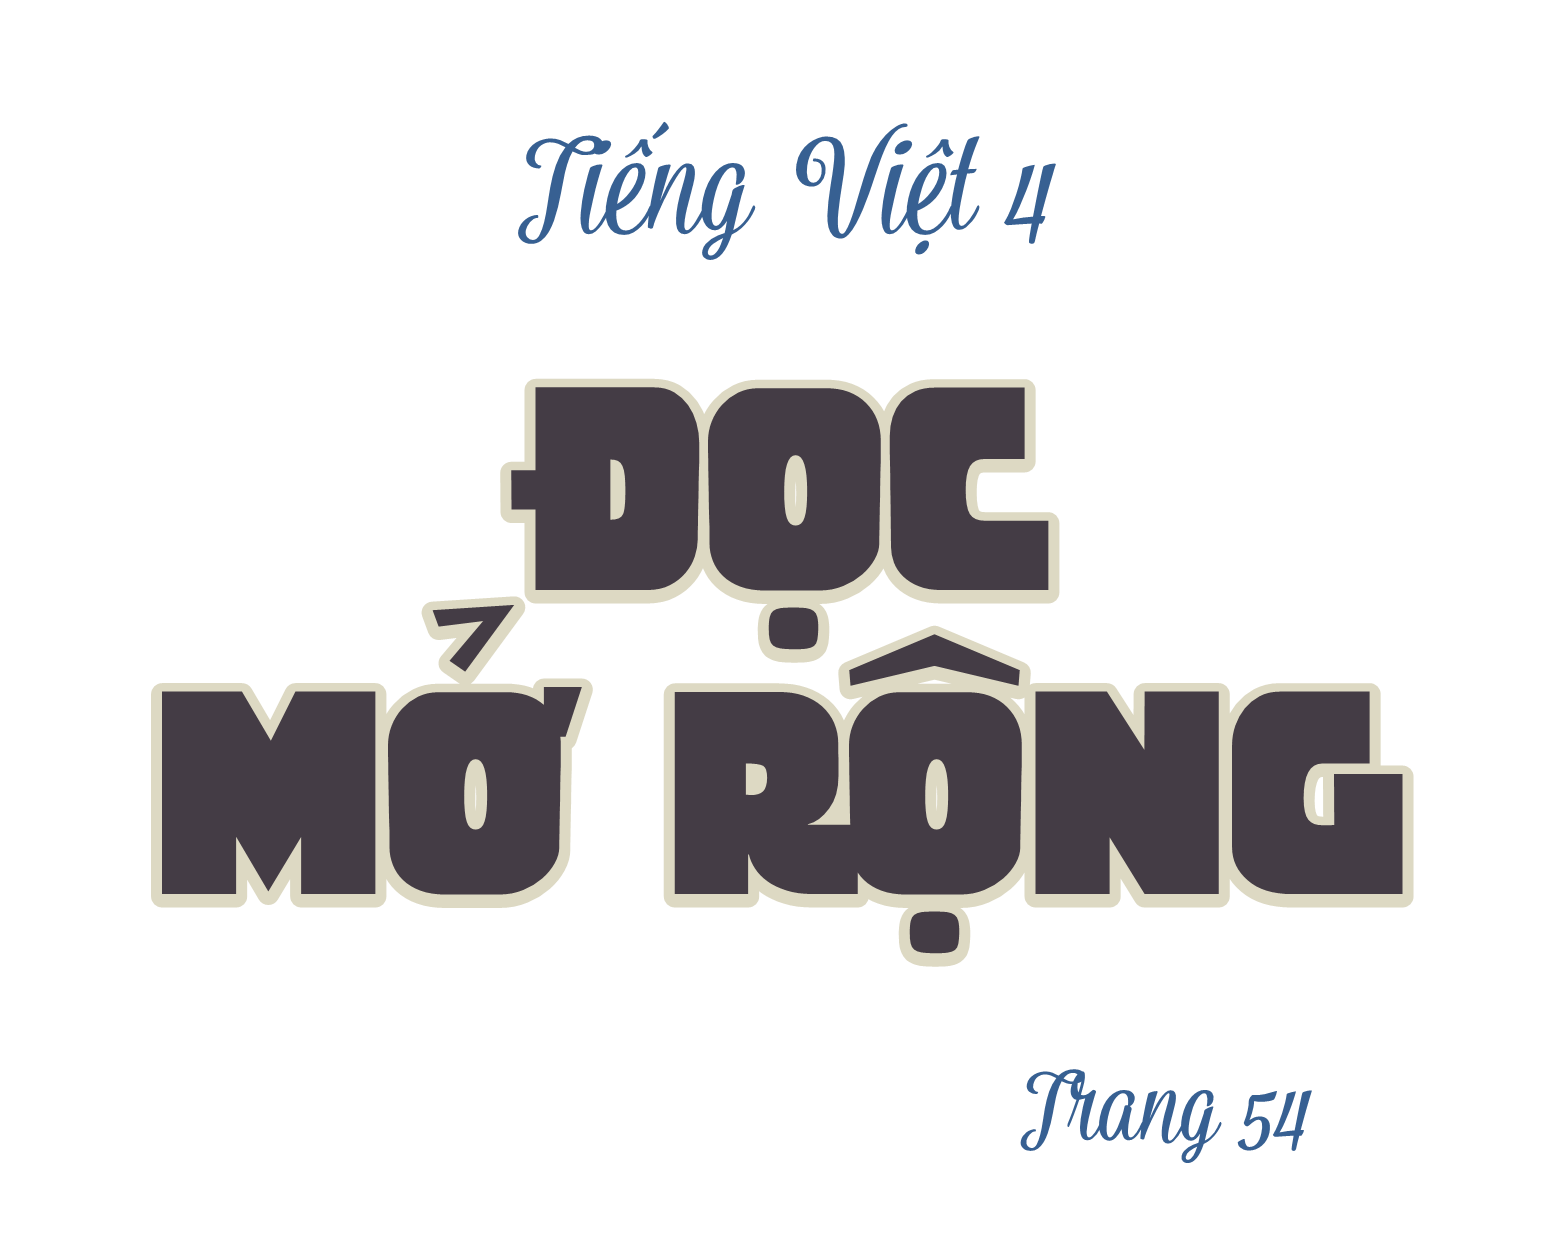 Tiếng Việt 4
ĐỌC
MỞ RỘNG
Trang 54